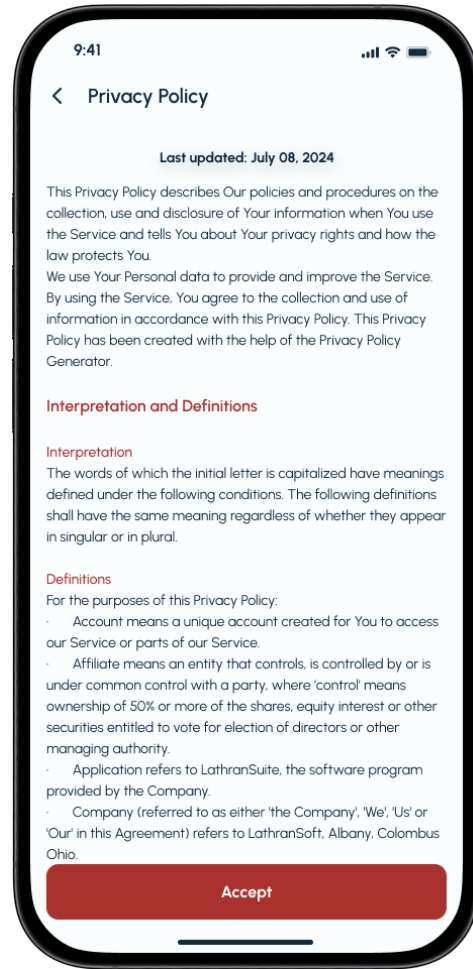 9:41
Privacy Policy
Last updated: July 08, 2024
This Privacy Policy describes Our policies and procedures on the
collection, use and disclosure of Your information when You use
the Service and tells You about Your privacy rights and how the
law protects You.
We use Your Personal data to provide and improve the Service.
By using the Service, You agree to the collection and use of
information in accordance with this Privacy Policy. This Privacy
Policy has been created with the help of the Privacy Policy
Generator.
Interpretation and Definitions
Interpretation
The words of which the initial letter is capitalized have meanings
defined under the following conditions. The following definitions
shall have the same meaning regardless of whether they appear
in singular or in plural.
Definitions
For the purposes of this Privacy Policy:
· Account means a unique account created for You to access
our Service or parts of our Service.
· Affiliate means an entity that controls, is controlled by or is
under common control with a party, where 'control' means
ownership of 50% or more of the shares, equity interest or other
securities entitled to vote for election of directors or other
managing authority.
· Application refers to LathranSuite, the software program
provided by the Company.
· Company (referred to as either 'the Company', 'We', 'Us' or
'Our' in this Agreement) refers to LathranSoft, Albany, Colombus
Ohio.
Accept